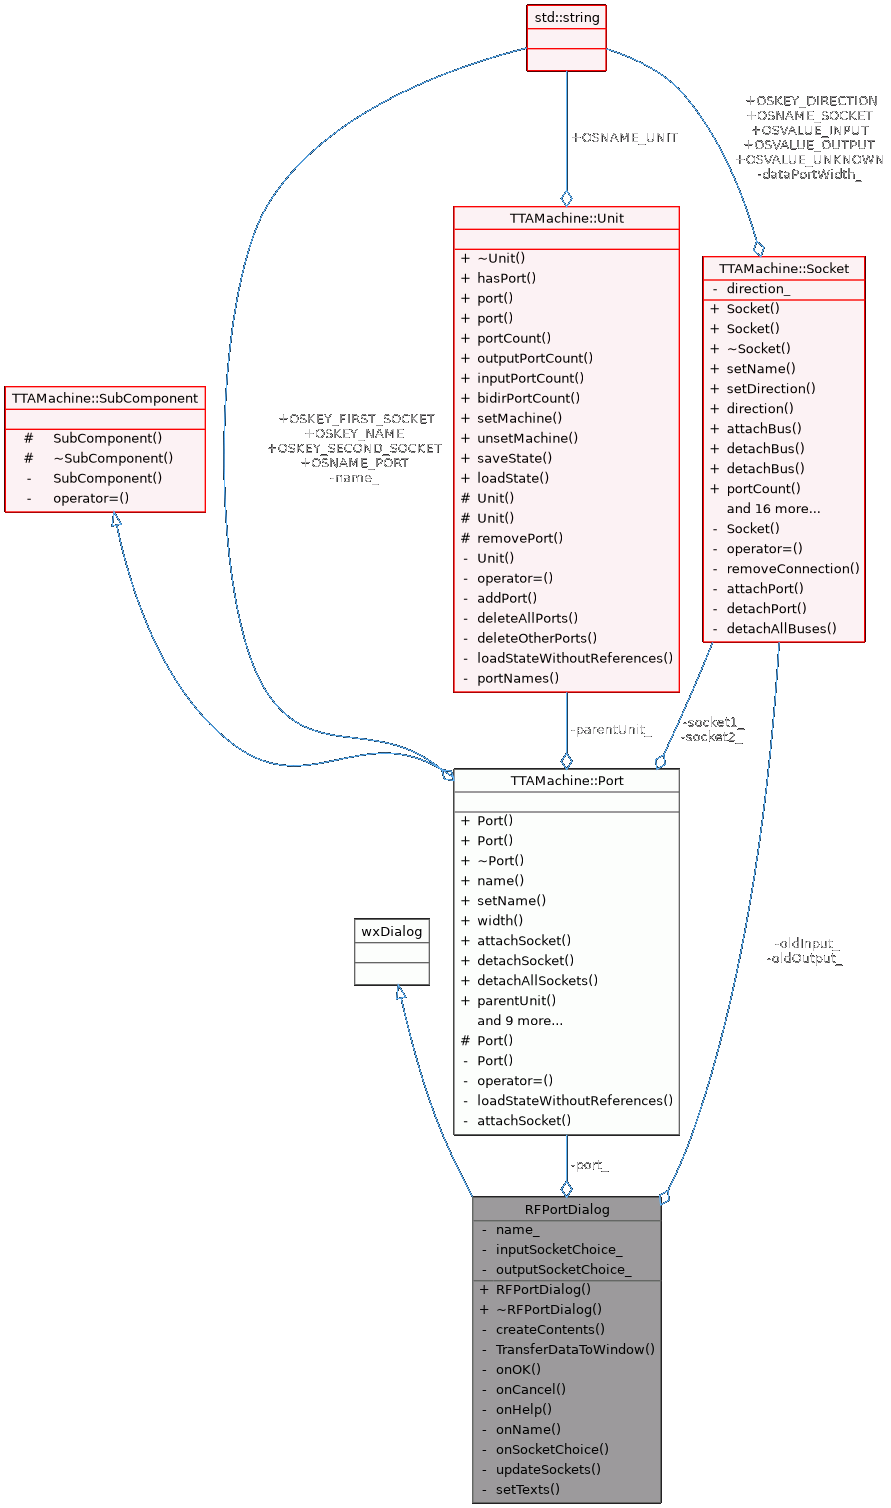 std::string
+OSKEY_DIRECTION
+OSNAME_SOCKET
+OSVALUE_INPUT
+OSVALUE_OUTPUT
+OSVALUE_UNKNOWN
-dataPortWidth_
+OSNAME_UNIT
TTAMachine::Unit
+ ~Unit()
+ hasPort()
+ port()
+ port()
+ portCount()
+ outputPortCount()
+ inputPortCount()
+ bidirPortCount()
+ setMachine()
+ unsetMachine()
+ saveState()
+ loadState()
# Unit()
# Unit()
# removePort()
- Unit()
- operator=()
- addPort()
- deleteAllPorts()
- deleteOtherPorts()
- loadStateWithoutReferences()
- portNames()
TTAMachine::Socket
- direction_
+ Socket()
+ Socket()
+ ~Socket()
+ setName()
+ setDirection()
+ direction()
+ attachBus()
+ detachBus()
+ detachBus()
+ portCount()
and 16 more...
- Socket()
- operator=()
- removeConnection()
- attachPort()
- detachPort()
- detachAllBuses()
TTAMachine::SubComponent
# SubComponent()
# ~SubComponent()
- SubComponent()
- operator=()
+OSKEY_FIRST_SOCKET
+OSKEY_NAME
+OSKEY_SECOND_SOCKET
+OSNAME_PORT
-name_
-parentUnit_
-socket1_
-socket2_
TTAMachine::Port
+ Port()
+ Port()
+ ~Port()
+ name()
+ setName()
+ width()
+ attachSocket()
+ detachSocket()
+ detachAllSockets()
+ parentUnit()
and 9 more...
# Port()
- Port()
- operator=()
- loadStateWithoutReferences()
- attachSocket()
wxDialog
-oldInput_
-oldOutput_
-port_
RFPortDialog
- name_
- inputSocketChoice_
- outputSocketChoice_
+ RFPortDialog()
+ ~RFPortDialog()
- createContents()
- TransferDataToWindow()
- onOK()
- onCancel()
- onHelp()
- onName()
- onSocketChoice()
- updateSockets()
- setTexts()